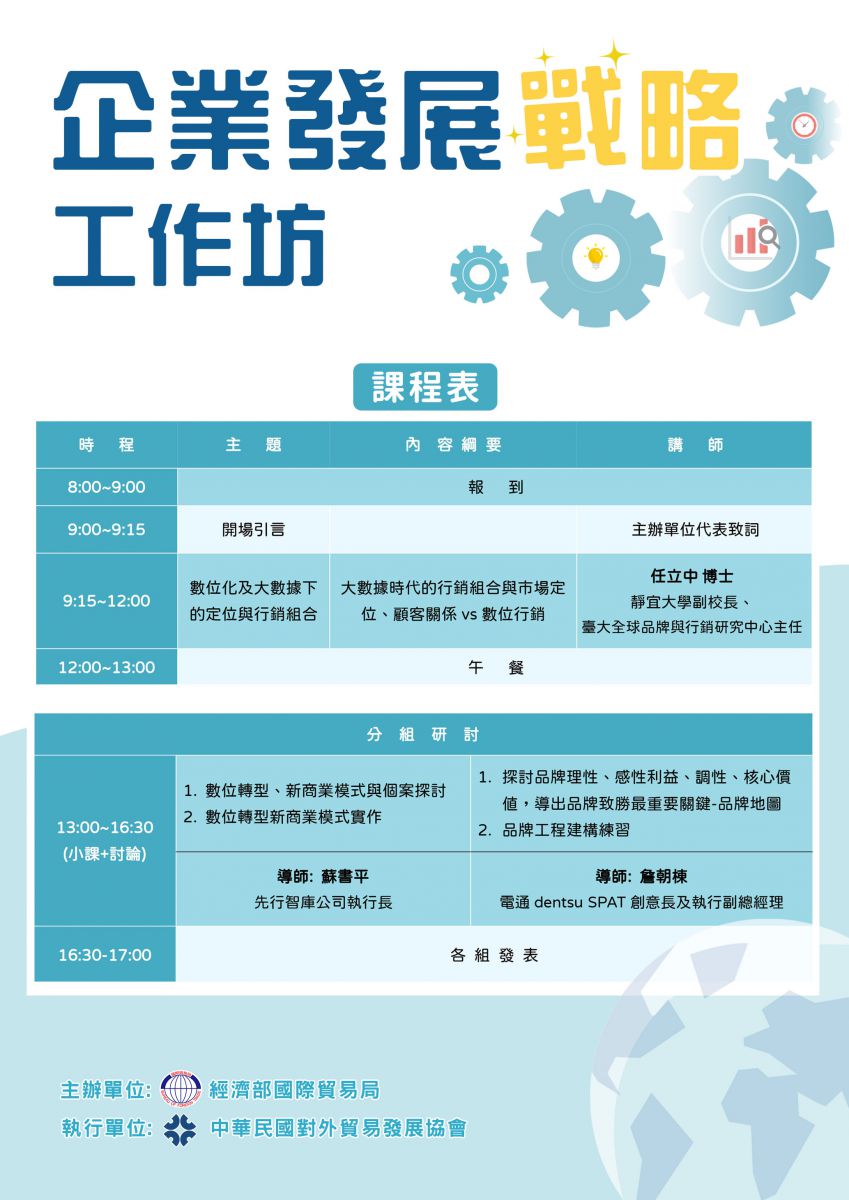 企業發展戰略
工作坊
課程表
時 程 主 題 內 容 綱 要 講 師
8:00~9:00 報 到
9:00~9:15 開場引言 主辦單位代表致詞
9:15~12:00
數位化及大數據下
的定位與行銷組合
大數據時代的行銷組合與市場定
位、顧客關係 vs 數位行銷
任立中 博士
靜宜大學副校長、
臺大全球品牌與行銷研究中心主任
12:00~13:00 午 餐
分 組 研 討
13:00~16:30
(小課+討論)
1. 數位轉型、新商業模式與個案探討
2. 數位轉型新商業模式實作
1. 探討品牌理性、感性利益、調性、核心價
值，導出品牌致勝最重要關鍵-品牌地圖
2. 品牌工程建構練習
導師: 蘇書平
先行智庫公司執行長
導師: 詹朝棟
電通 dentsu SPAT 創意長及執行副總經理
16:30-17:00 各 組 發 表
主辦單位: 經濟部國際貿易局
執行單位: 中華民國對外貿易發展協會